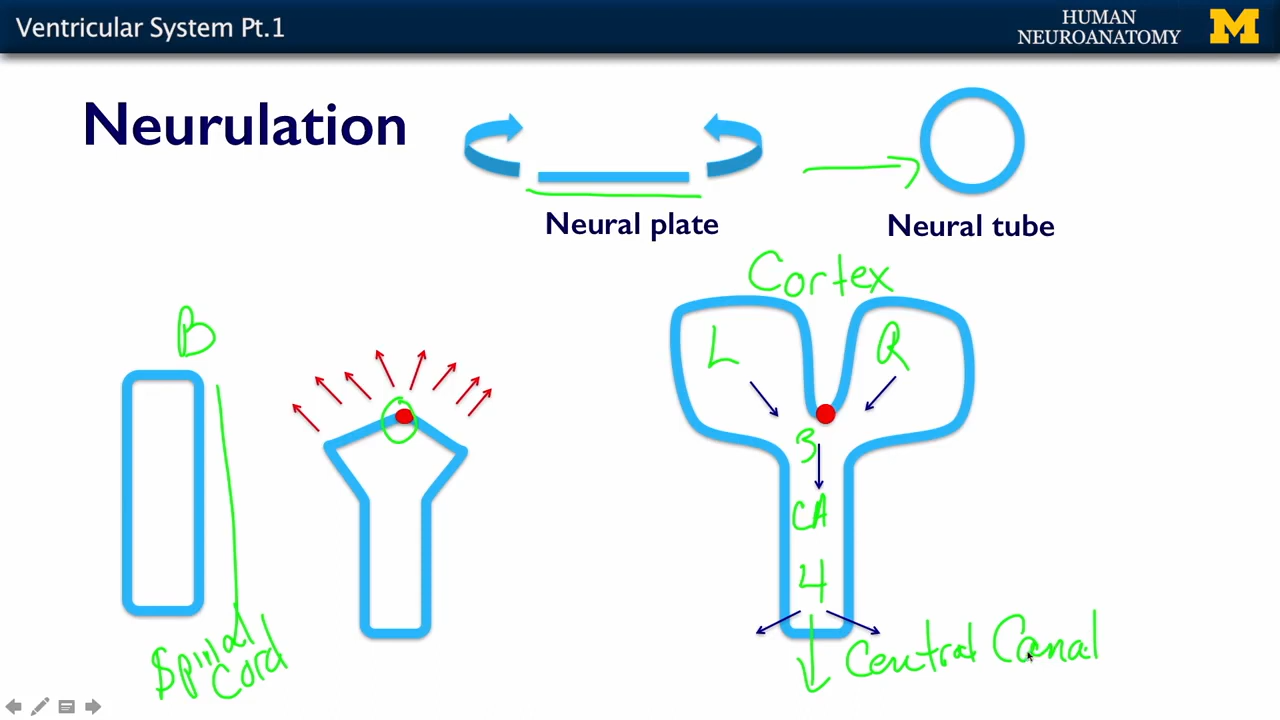 Ventricular System Pt.1
HUMAN
NEUROANATOMY
M
Neurulation
Neural plate
Neural tube
Cortex
B
L
R
3
CA
4
Spinal
Cord
Central Canal